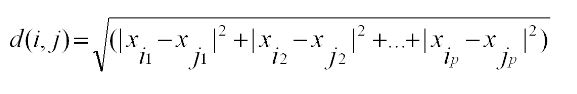 d(i, j) = √(|x_{i1} − x_{j1}|² + |x_{i2} − x_{j2}|² + ... + |x_{ip} − x_{jp}|²)